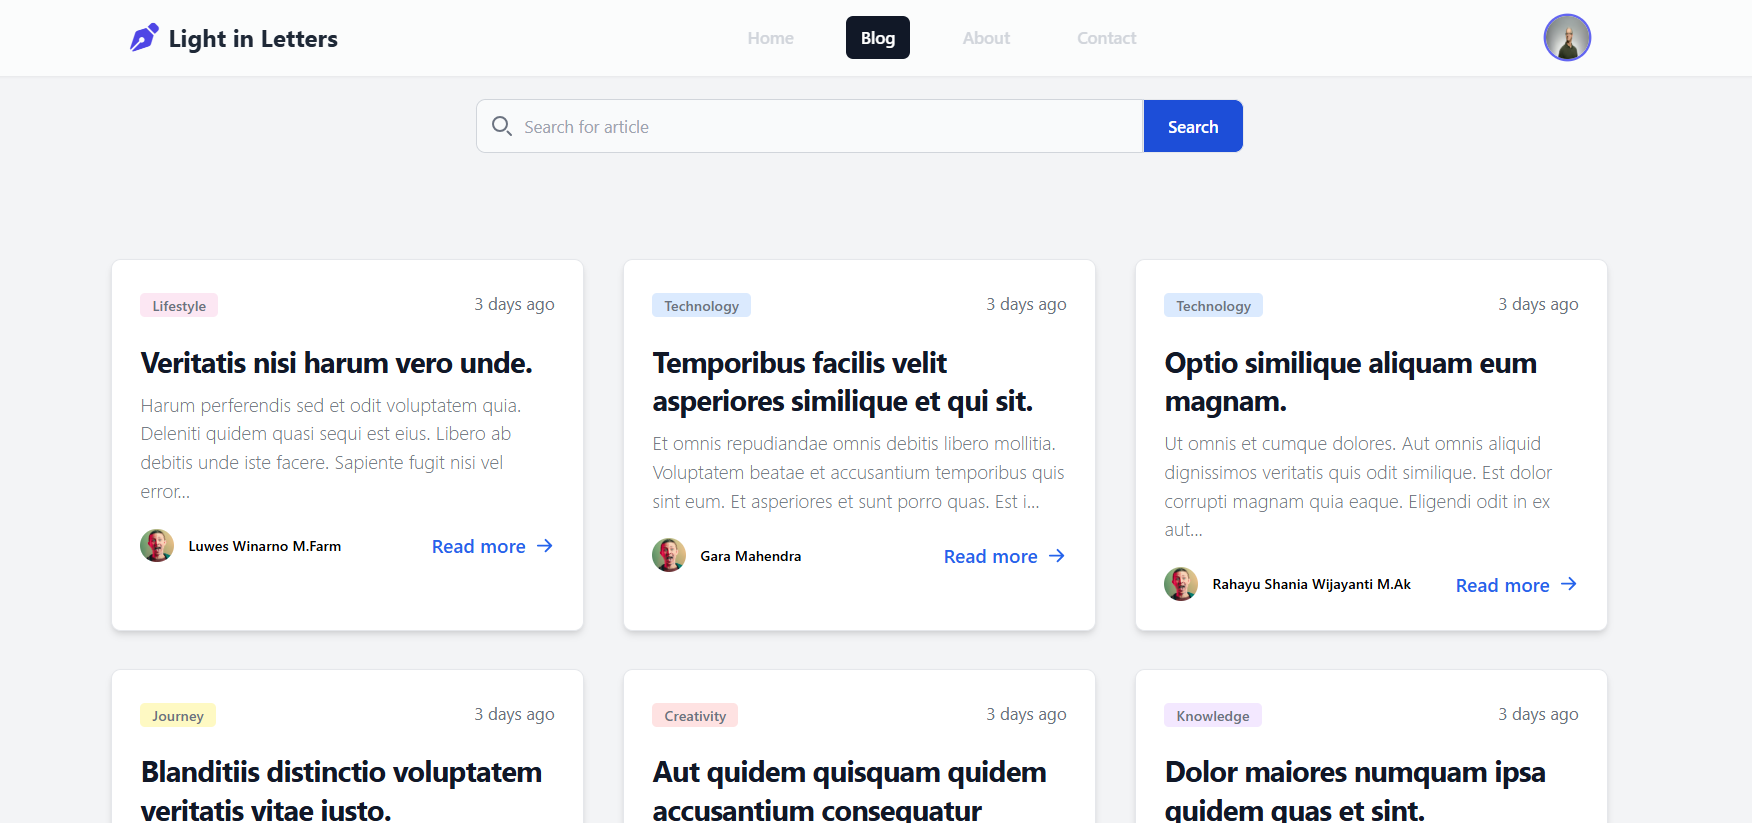 Light in Letters
Home Blog About Contact
Search for article Search
Lifestyle 3 days ago
Veritatis nisi harum vero unde.
Harum perferendis sed et odit voluptatem quia.
Deleniti quidem quasi sequi est eius. Libero ab
debitis unde iste facere. Sapiente fugit nisi vel
error...
Luwes Winarno M.Farm Read more
Technology 3 days ago
Temporibus facilis velit
asperiores similique et qui sit.
Et omnis repudiandae omnis debitis libero mollitia.
Voluptatem beatae et accusantium temporibus quis
sint eum. Et asperiores et sunt porro quas. Est i...
Gara Mahendra Read more
Technology 3 days ago
Optio similique aliquam eum
magnam.
Ut omnis et cumque dolores. Aut omnis aliquid
dignissimos veritatis quis odit similique. Est dolor
corrupti magnam quia eaque. Eligendi odit in ex
aut...
Rahayu Shania Wijayanti M.Ak Read more
Journey 3 days ago
Blanditiis distinctio voluptatem
veritatis vitae iusto.
Creativity 3 days ago
Aut quidem quisquam quidem
accusantium consequatur
Knowledge 3 days ago
Dolor maiores numquam ipsa
quidem quas et sint.